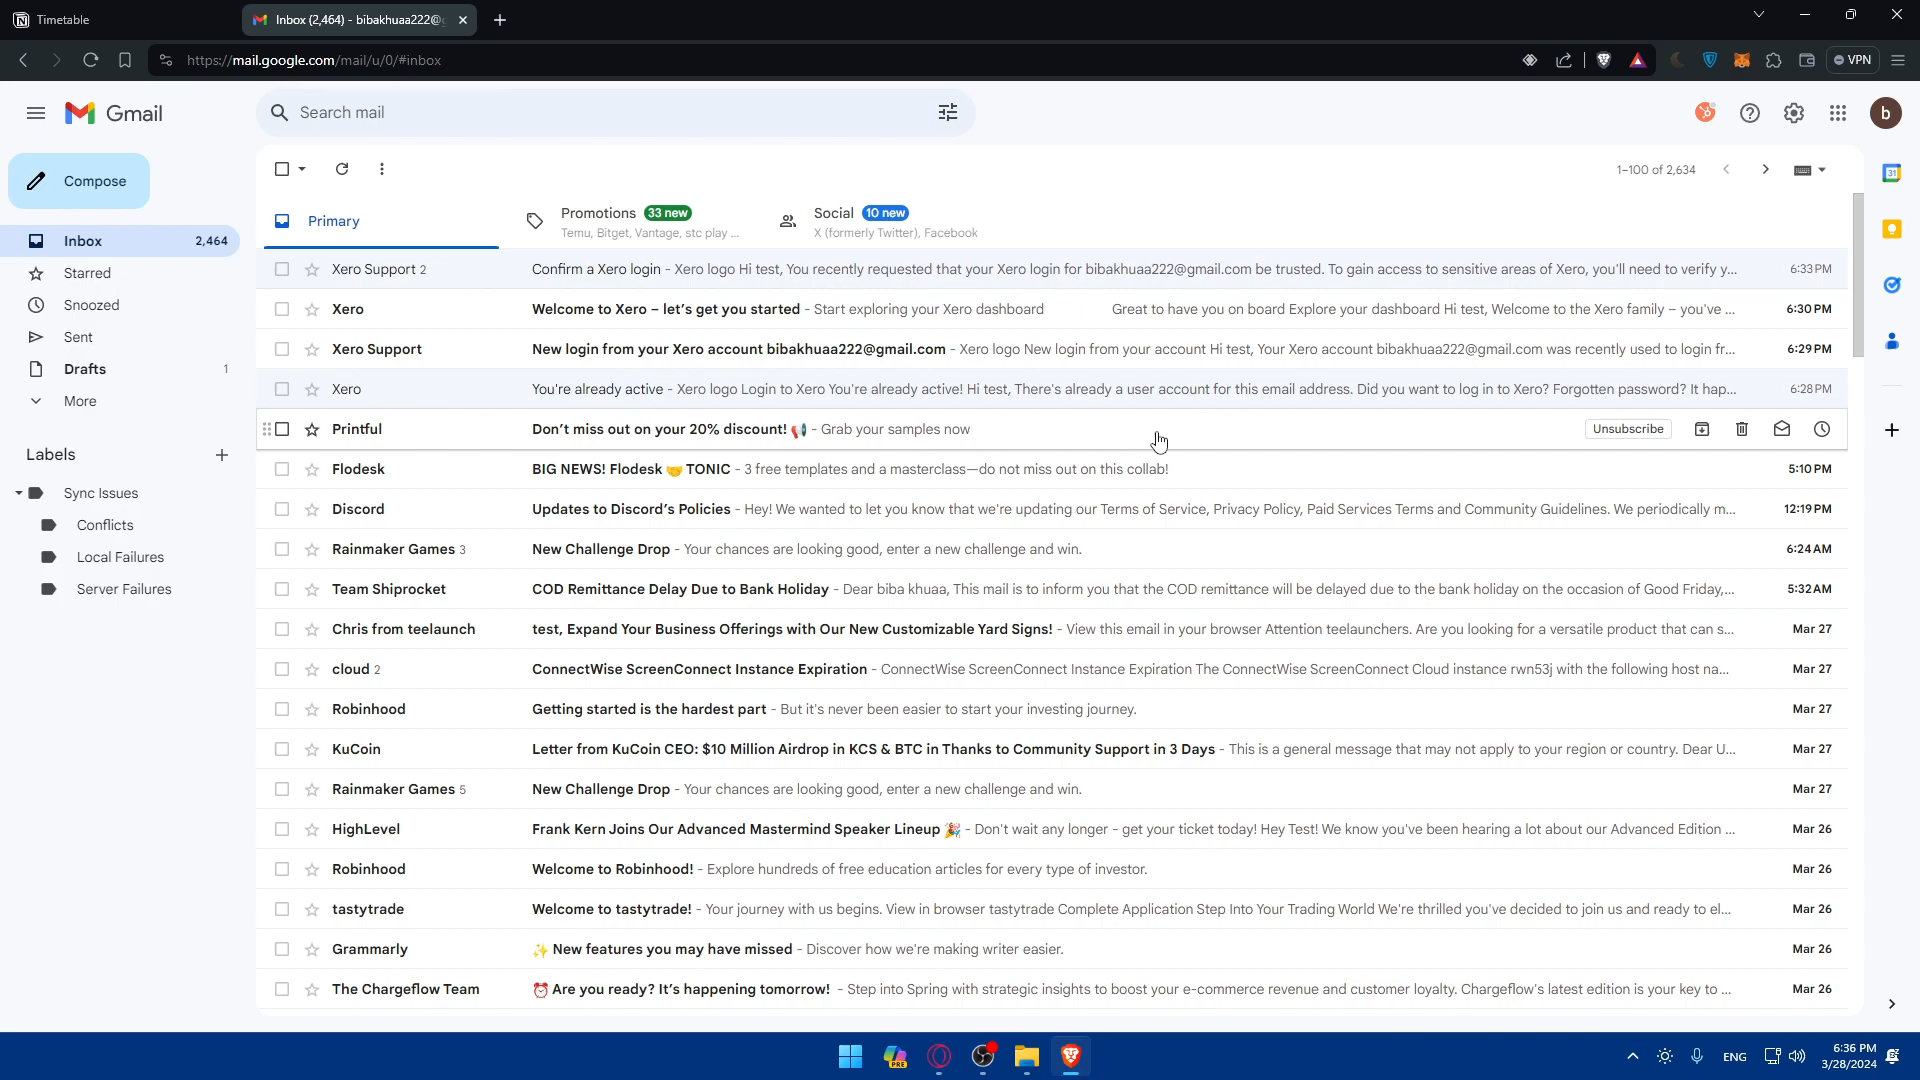 Timetable
Inbox (2,464) - bibakhuaa222@g
https://mail.google.com/mail/u/0/#inbox
VPN
Gmail
Search mail
b
Compose
1–100 of 2,634
31
Primary
Promotions 33 new
Temu, Bitget, Vantage, stc play ...
Social 10 new
X (formerly Twitter), Facebook
Inbox 2,464
Starred
Snoozed
Sent
Drafts 1
More
Labels
Sync Issues
Conflicts
Local Failures
Server Failures
Xero Support 2 Confirm a Xero login - Xero logo Hi test, You recently requested that your Xero login for bibakhuaa222@gmail.com be trusted. To gain access to sensitive areas of Xero, you'll need to verify y... 6:33 PM
Xero Welcome to Xero – let's get you started - Start exploring your Xero dashboard Great to have you on board Explore your dashboard Hi test, Welcome to the Xero family – you've ... 6:30 PM
Xero Support New login from your Xero account bibakhuaa222@gmail.com - Xero logo New login from your account Hi test, Your Xero account bibakhuaa222@gmail.com was recently used to login fr... 6:29 PM
Xero You're already active - Xero logo Login to Xero You're already active! Hi test, There's already a user account for this email address. Did you want to log in to Xero? Forgotten password? It hap... 6:28 PM
Printful Don't miss out on your 20% discount! 📢 - Grab your samples now Unsubscribe
Flodesk BIG NEWS! Flodesk 🤝 TONIC - 3 free templates and a masterclass—do not miss out on this collab! 5:10 PM
Discord Updates to Discord's Policies - Hey! We wanted to let you know that we're updating our Terms of Service, Privacy Policy, Paid Services Terms and Community Guidelines. We periodically m... 12:19 PM
Rainmaker Games 3 New Challenge Drop - Your chances are looking good, enter a new challenge and win. 6:24 AM
Team Shiprocket COD Remittance Delay Due to Bank Holiday - Dear biba khuaa, This mail is to inform you that the COD remittance will be delayed due to the bank holiday on the occasion of Good Friday,... 5:32 AM
Chris from teelaunch test, Expand Your Business Offerings with Our New Customizable Yard Signs! - View this email in your browser Attention teelaunchers. Are you looking for a versatile product that can s... Mar 27
cloud 2 ConnectWise ScreenConnect Instance Expiration - ConnectWise ScreenConnect Instance Expiration The ConnectWise ScreenConnect Cloud instance rwn53j with the following host na... Mar 27
Robinhood Getting started is the hardest part - But it's never been easier to start your investing journey. Mar 27
KuCoin Letter from KuCoin CEO: $10 Million Airdrop in KCS & BTC in Thanks to Community Support in 3 Days - This is a general message that may not apply to your region or country. Dear U... Mar 27
Rainmaker Games 5 New Challenge Drop - Your chances are looking good, enter a new challenge and win. Mar 27
HighLevel Frank Kern Joins Our Advanced Mastermind Speaker Lineup 🎉 - Don't wait any longer - get your ticket today! Hey Test! We know you've been hearing a lot about our Advanced Edition ... Mar 26
Robinhood Welcome to Robinhood! - Explore hundreds of free education articles for every type of investor. Mar 26
tastytrade Welcome to tastytrade! - Your journey with us begins. View in browser tastytrade Complete Application Step Into Your Trading World We're thrilled you've decided to join us and ready to el... Mar 26
Grammarly ✨ New features you may have missed - Discover how we're making writer easier. Mar 26
The Chargeflow Team ⏰ Are you ready? It's happening tomorrow! - Step into Spring with strategic insights to boost your e-commerce revenue and customer loyalty. Chargeflow's latest edition is your key to ... Mar 26
PRE
ENG
6:36 PM
3/28/2024